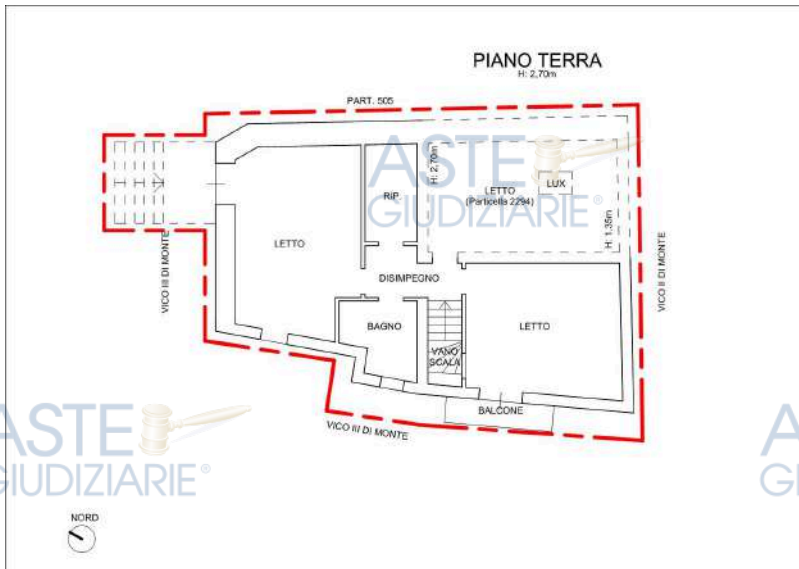 PIANO TERRA
H: 2,70m
PART. 505
ASTE
GIUDIZIARIE®
H: 2,70m
RIP.
LETTO
(Particella 2294)
LUX
H: 1,35m
LETTO
VICO III DI MONTE
VICO II DI MONTE
DISIMPEGNO
BAGNO
VANO
SCALA
LETTO
BALCONE
VICO III DI MONTE
ASTE
GIUDIZIARIE®
A
GI
NORD